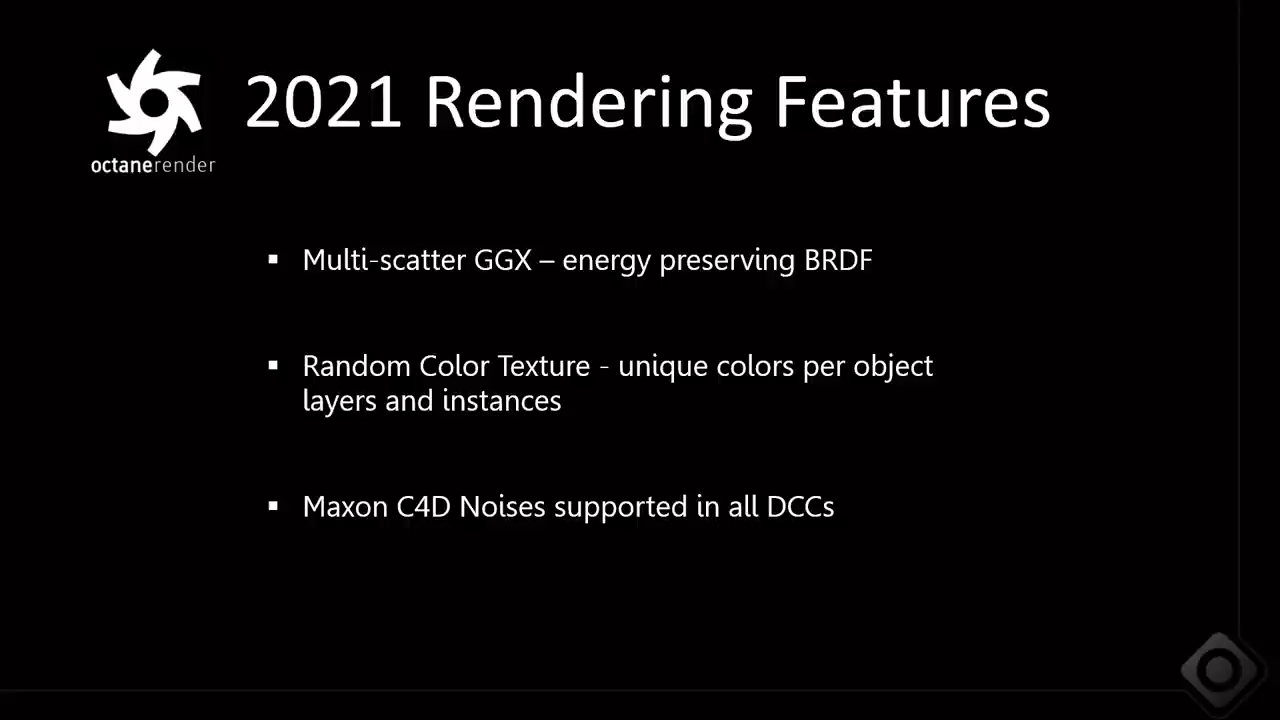 2021 Rendering Features
octanerender
▪ Multi-scatter GGX – energy preserving BRDF
▪ Random Color Texture - unique colors per object
layers and instances
▪ Maxon C4D Noises supported in all DCCs